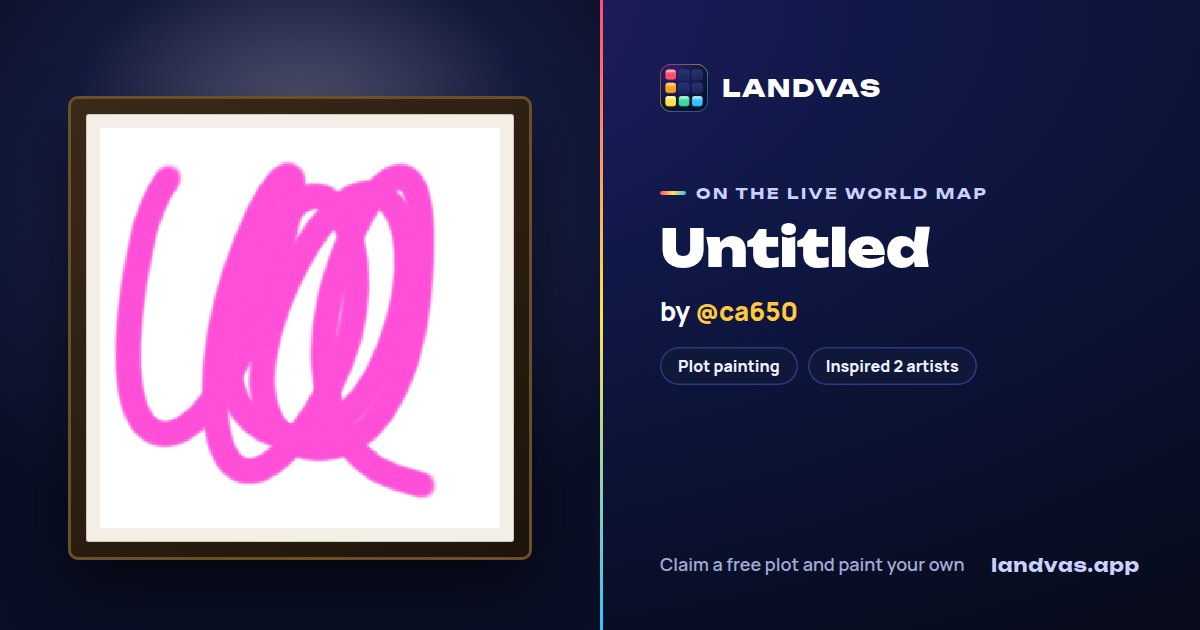 LANDVAS
ON THE LIVE WORLD MAP
Untitled
by @ca650
Plot painting
Inspired 2 artists
Claim a free plot and paint your own
landvas.app